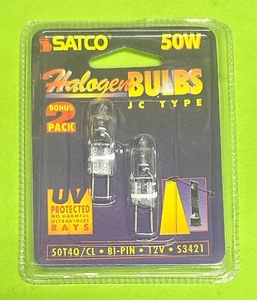 SATCO 50W
Halogen BULBS
JC TYPE
BONUS
2
PACK
UV
PROTECTED
NO HARMFUL
ULTRAVIOLET
RAYS
50T4Q/CL • BI-PIN • 12V • S3421